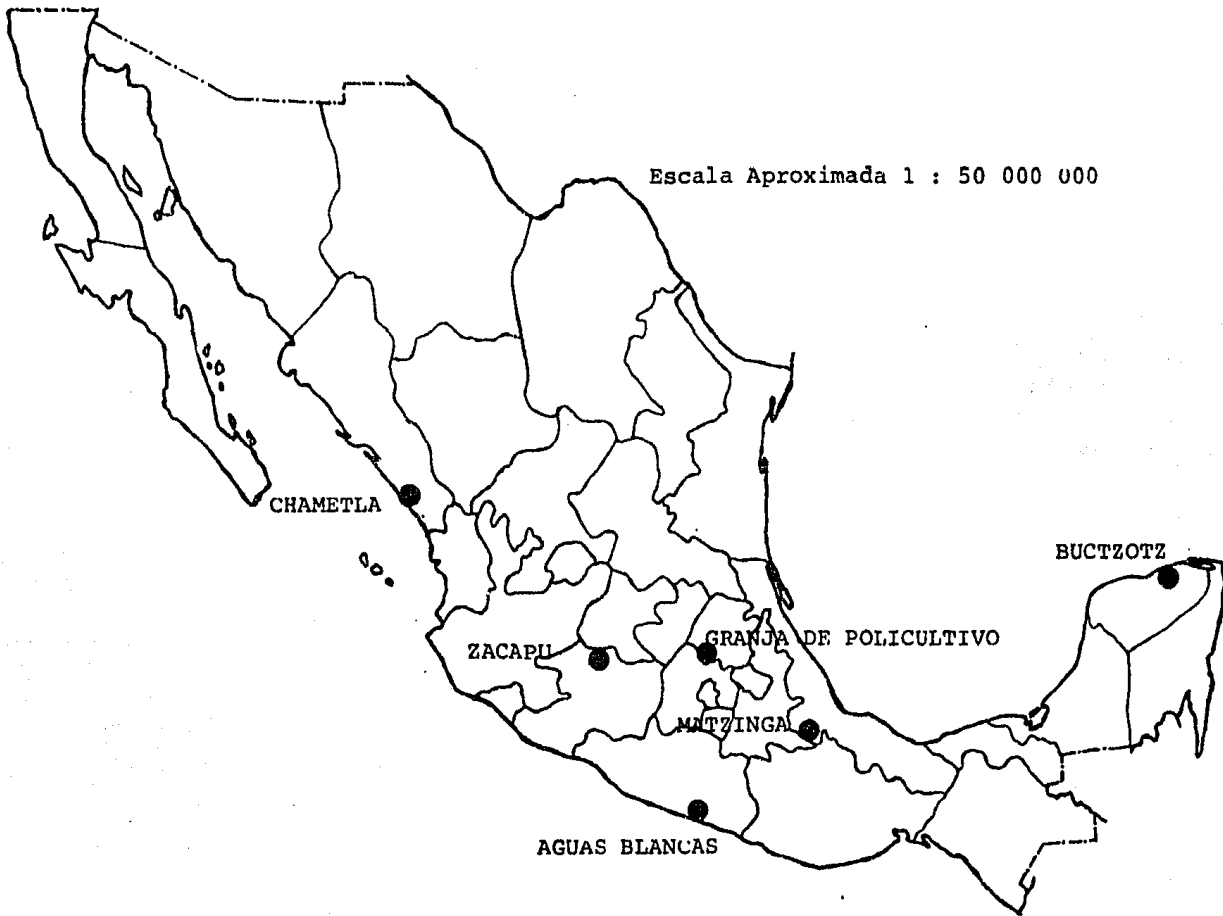 Escala Aproximada 1 : 50 000 000
CHAMETLA
BUCTZOTZ
GRANJA DE POLICULTIVO
ZACAPU
MATZINGA
AGUAS BLANCAS